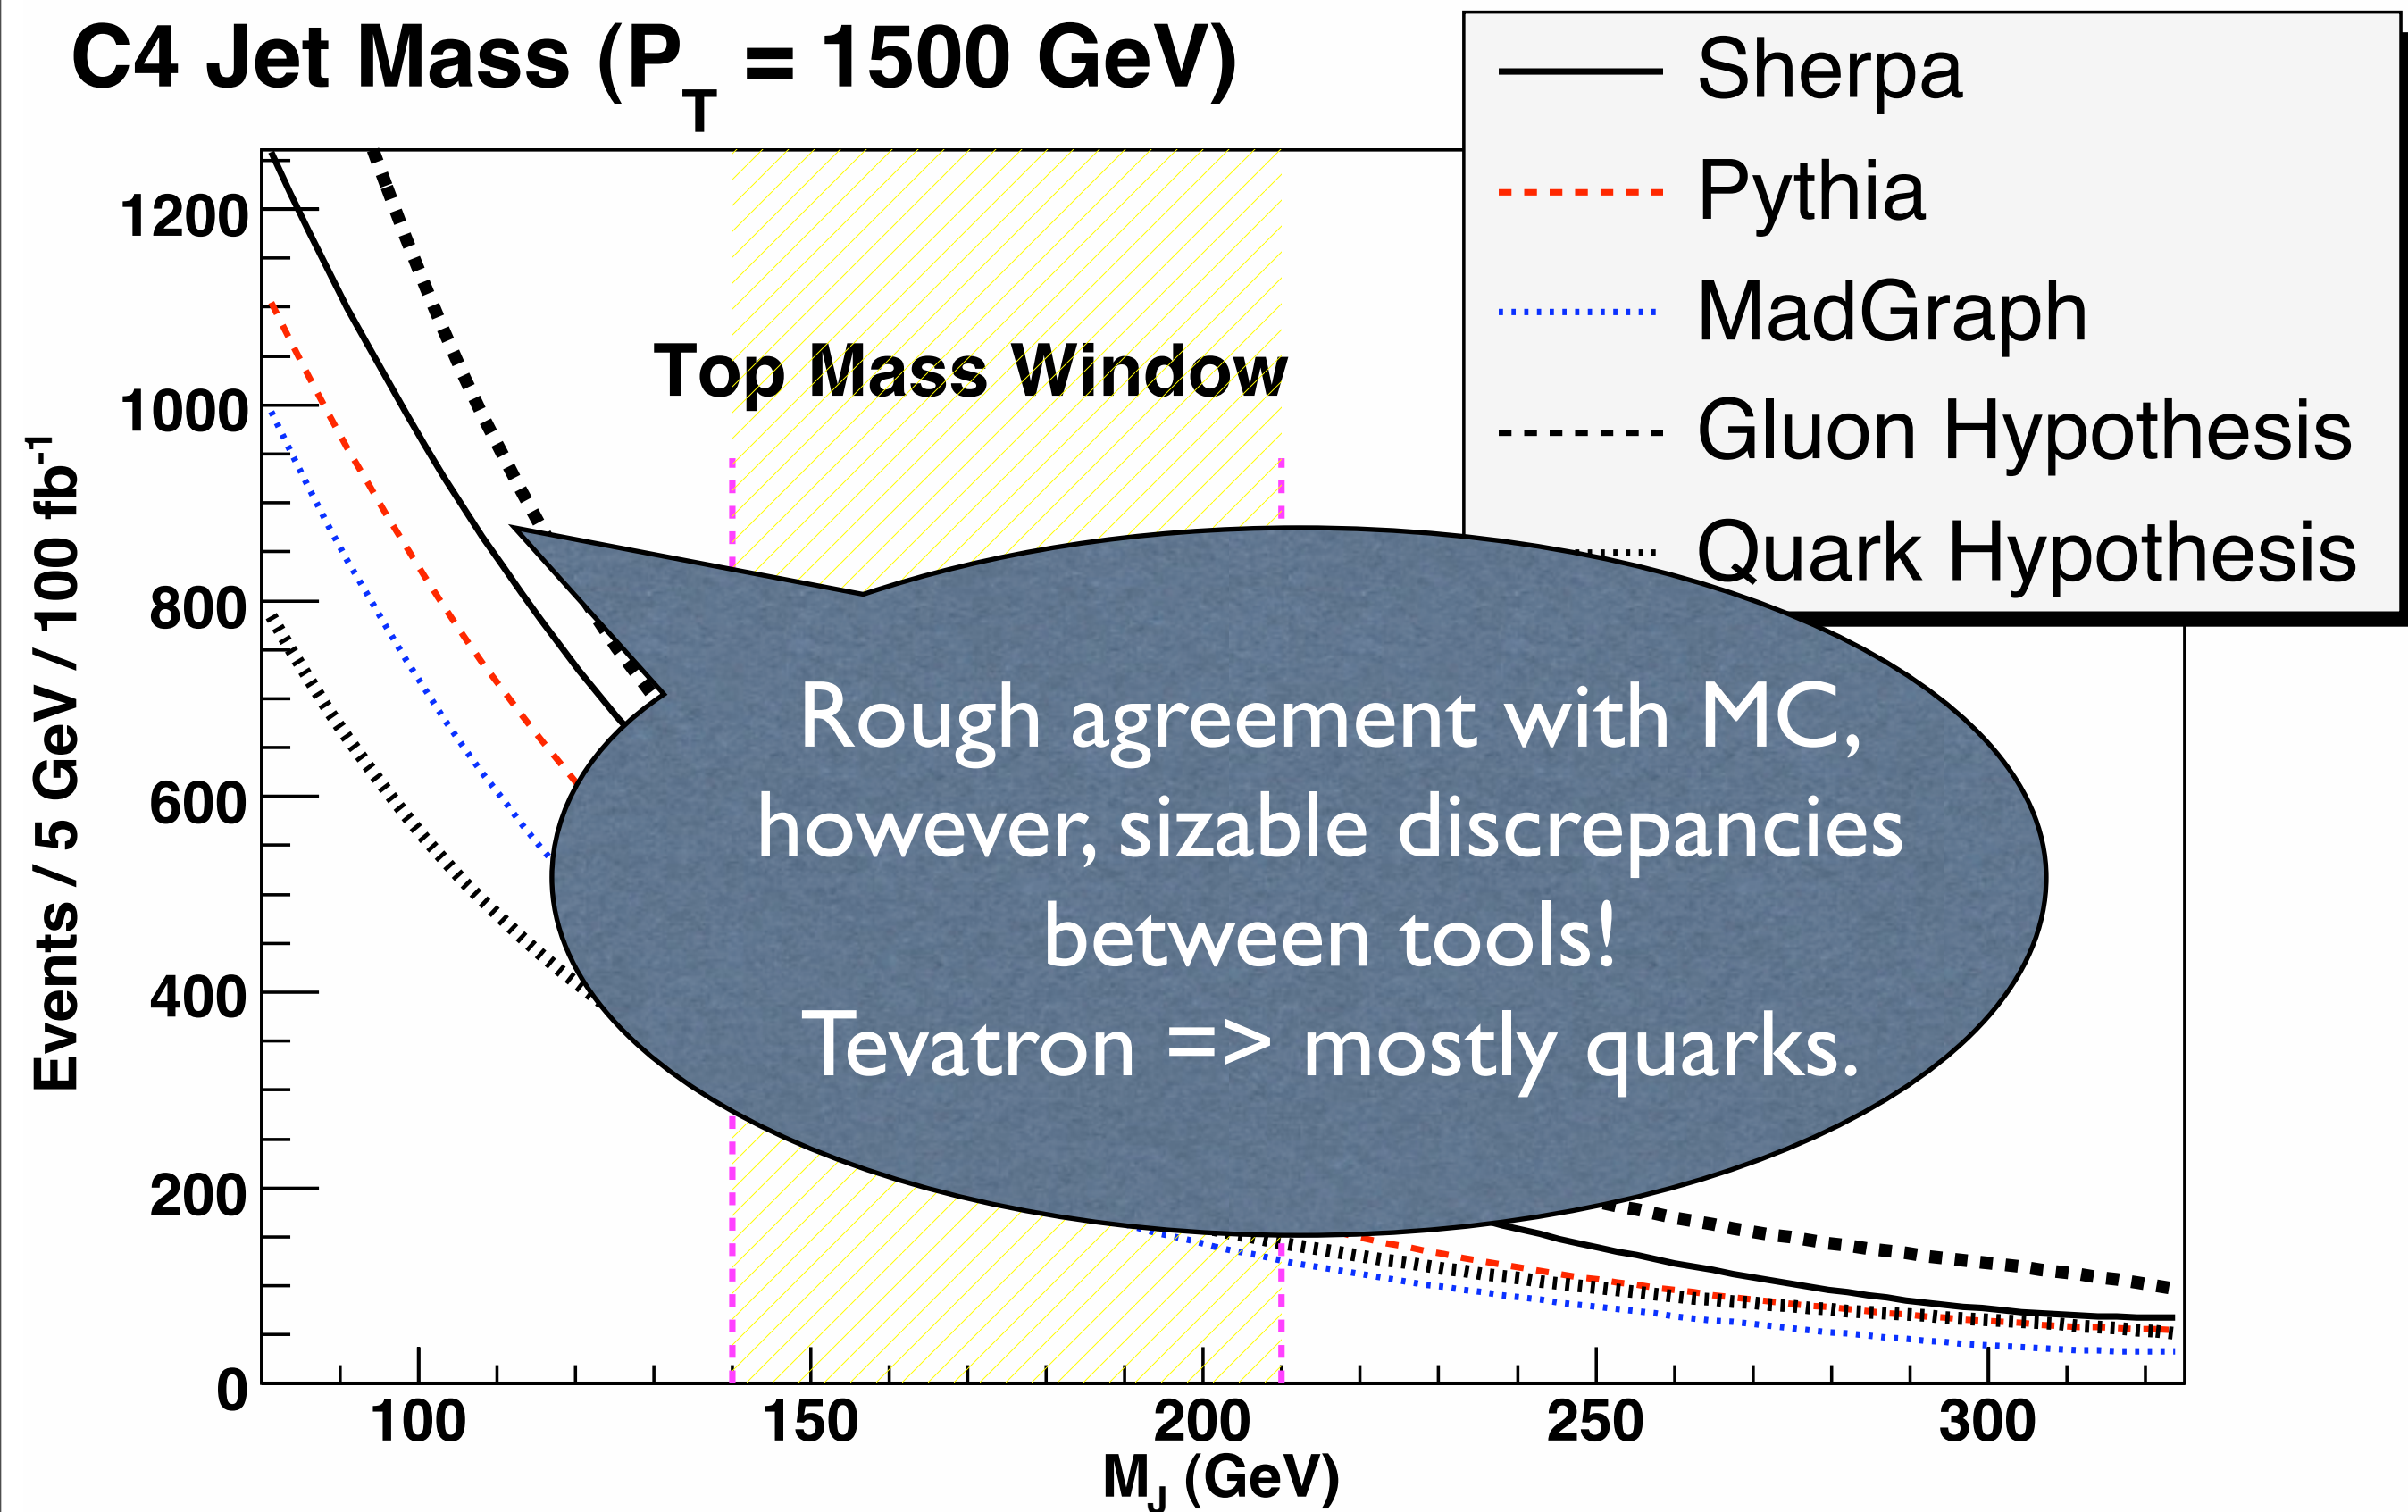 C4 Jet Mass (P_T = 1500 GeV)
Sherpa
Pythia
MadGraph
Gluon Hypothesis
Quark Hypothesis
Top Mass Window
Rough agreement with MC,
however, sizable discrepancies
between tools!
Tevatron => mostly quarks.
Events / 5 GeV / 100 fb⁻¹
1200
1000
800
600
400
200
0
100 150 200 250 300
M_J (GeV)